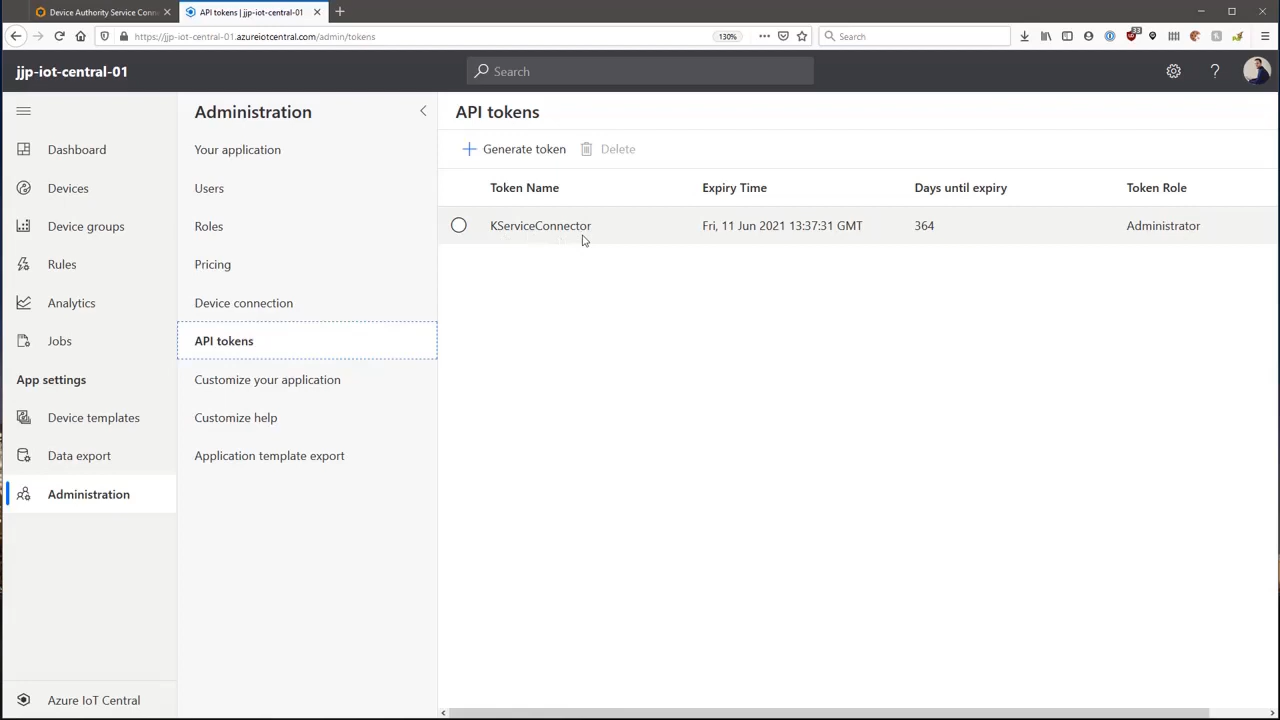 Device Authority Service Conn
API tokens | jjp-iot-central-01
https://jjp-iot-central-01.azureiotcentral.com/admin/tokens
130%
Search
33
jjp-iot-central-01
Search
Dashboard
Devices
Device groups
Rules
Analytics
Jobs
App settings
Device templates
Data export
Administration
Azure IoT Central
Administration
Your application
Users
Roles
Pricing
Device connection
API tokens
Customize your application
Customize help
Application template export
API tokens
Generate token
Delete
Token Name
Expiry Time
Days until expiry
Token Role
KServiceConnector
Fri, 11 Jun 2021 13:37:31 GMT
364
Administrator